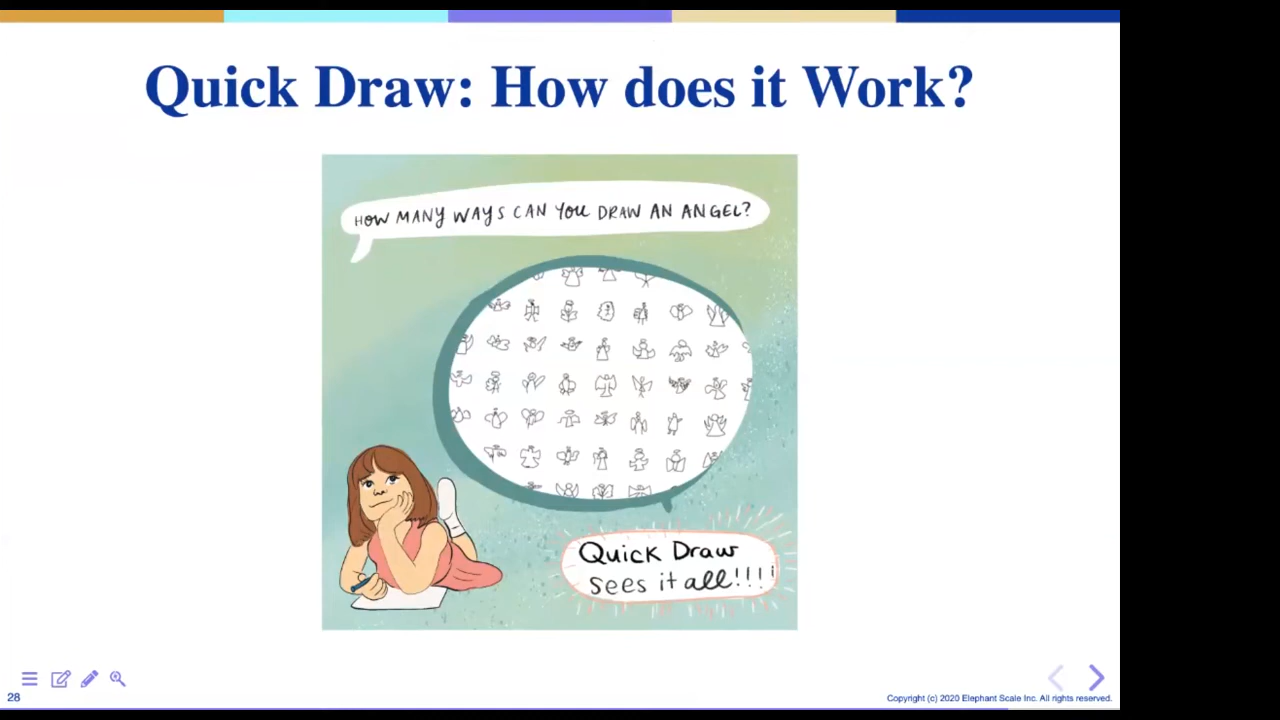 Quick Draw: How does it Work?
HOW MANY WAYS CAN YOU DRAW AN ANGEL?
Quick Draw
sees it all!!!!
28
Copyright (c) 2020 Elephant Scale Inc. All rights reserved.